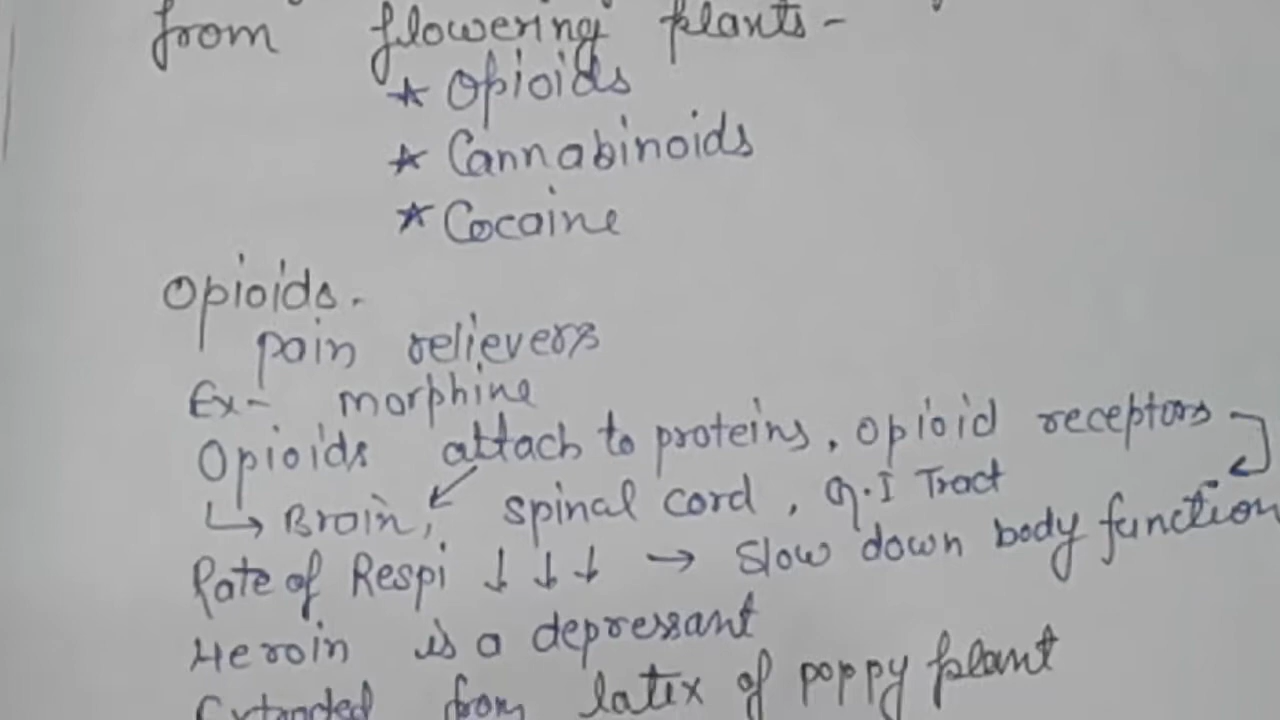 from flowering plants -
* Opioids
* Cannabinoids
* Cocaine
Opioids.
pain relievers
Ex- morphine
Opioids attach to proteins, opioid receptors
↳ Brain, spinal cord, G.I Tract
Rate of Respi ↓ ↓ ↓ → Slow down body function
Heroin is a depressant
from latix of poppy plant